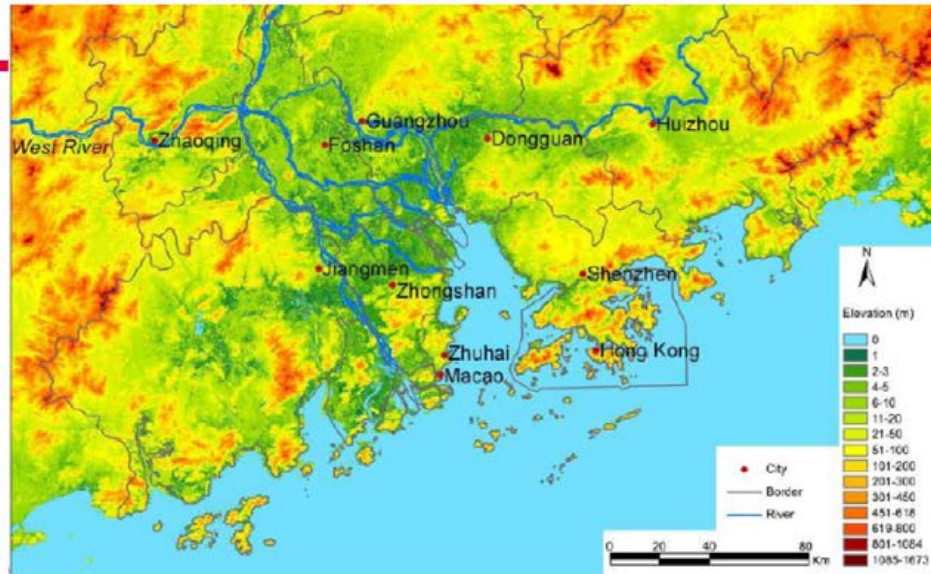 Guangzhou
Huizhou
Zhaoqing
Foshan
Dongguan
West River
Jiangmen
Shenzhen
Zhongshan
Zhuhai
Hong Kong
Macao
N
Elevation (m)
0
1
2-3
4-5
6-10
11-20
21-50
51-100
101-200
201-300
301-450
451-618
619-800
801-1084
1085-1673
City
Border
River
0 20 40 80
Km